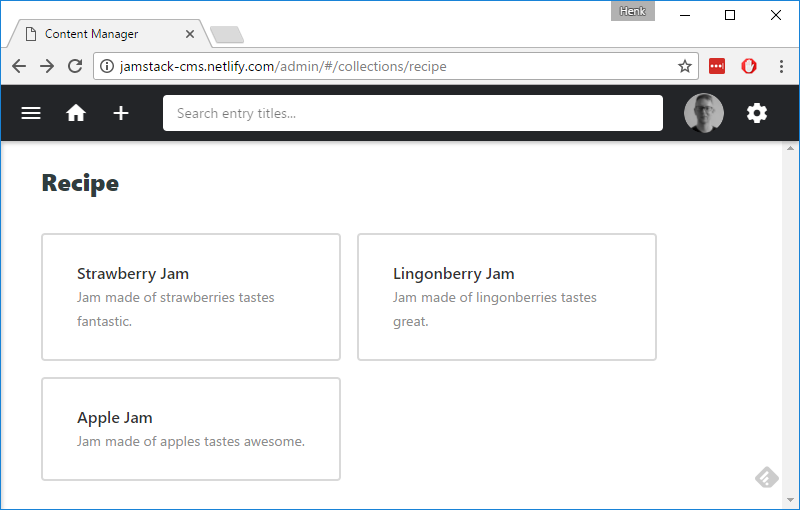 Henk
Content Manager
jamstack-cms.netlify.com/admin/#/collections/recipe
Search entry titles...
Recipe
Strawberry Jam
Jam made of strawberries tastes
fantastic.
Lingonberry Jam
Jam made of lingonberries tastes
great.
Apple Jam
Jam made of apples tastes awesome.